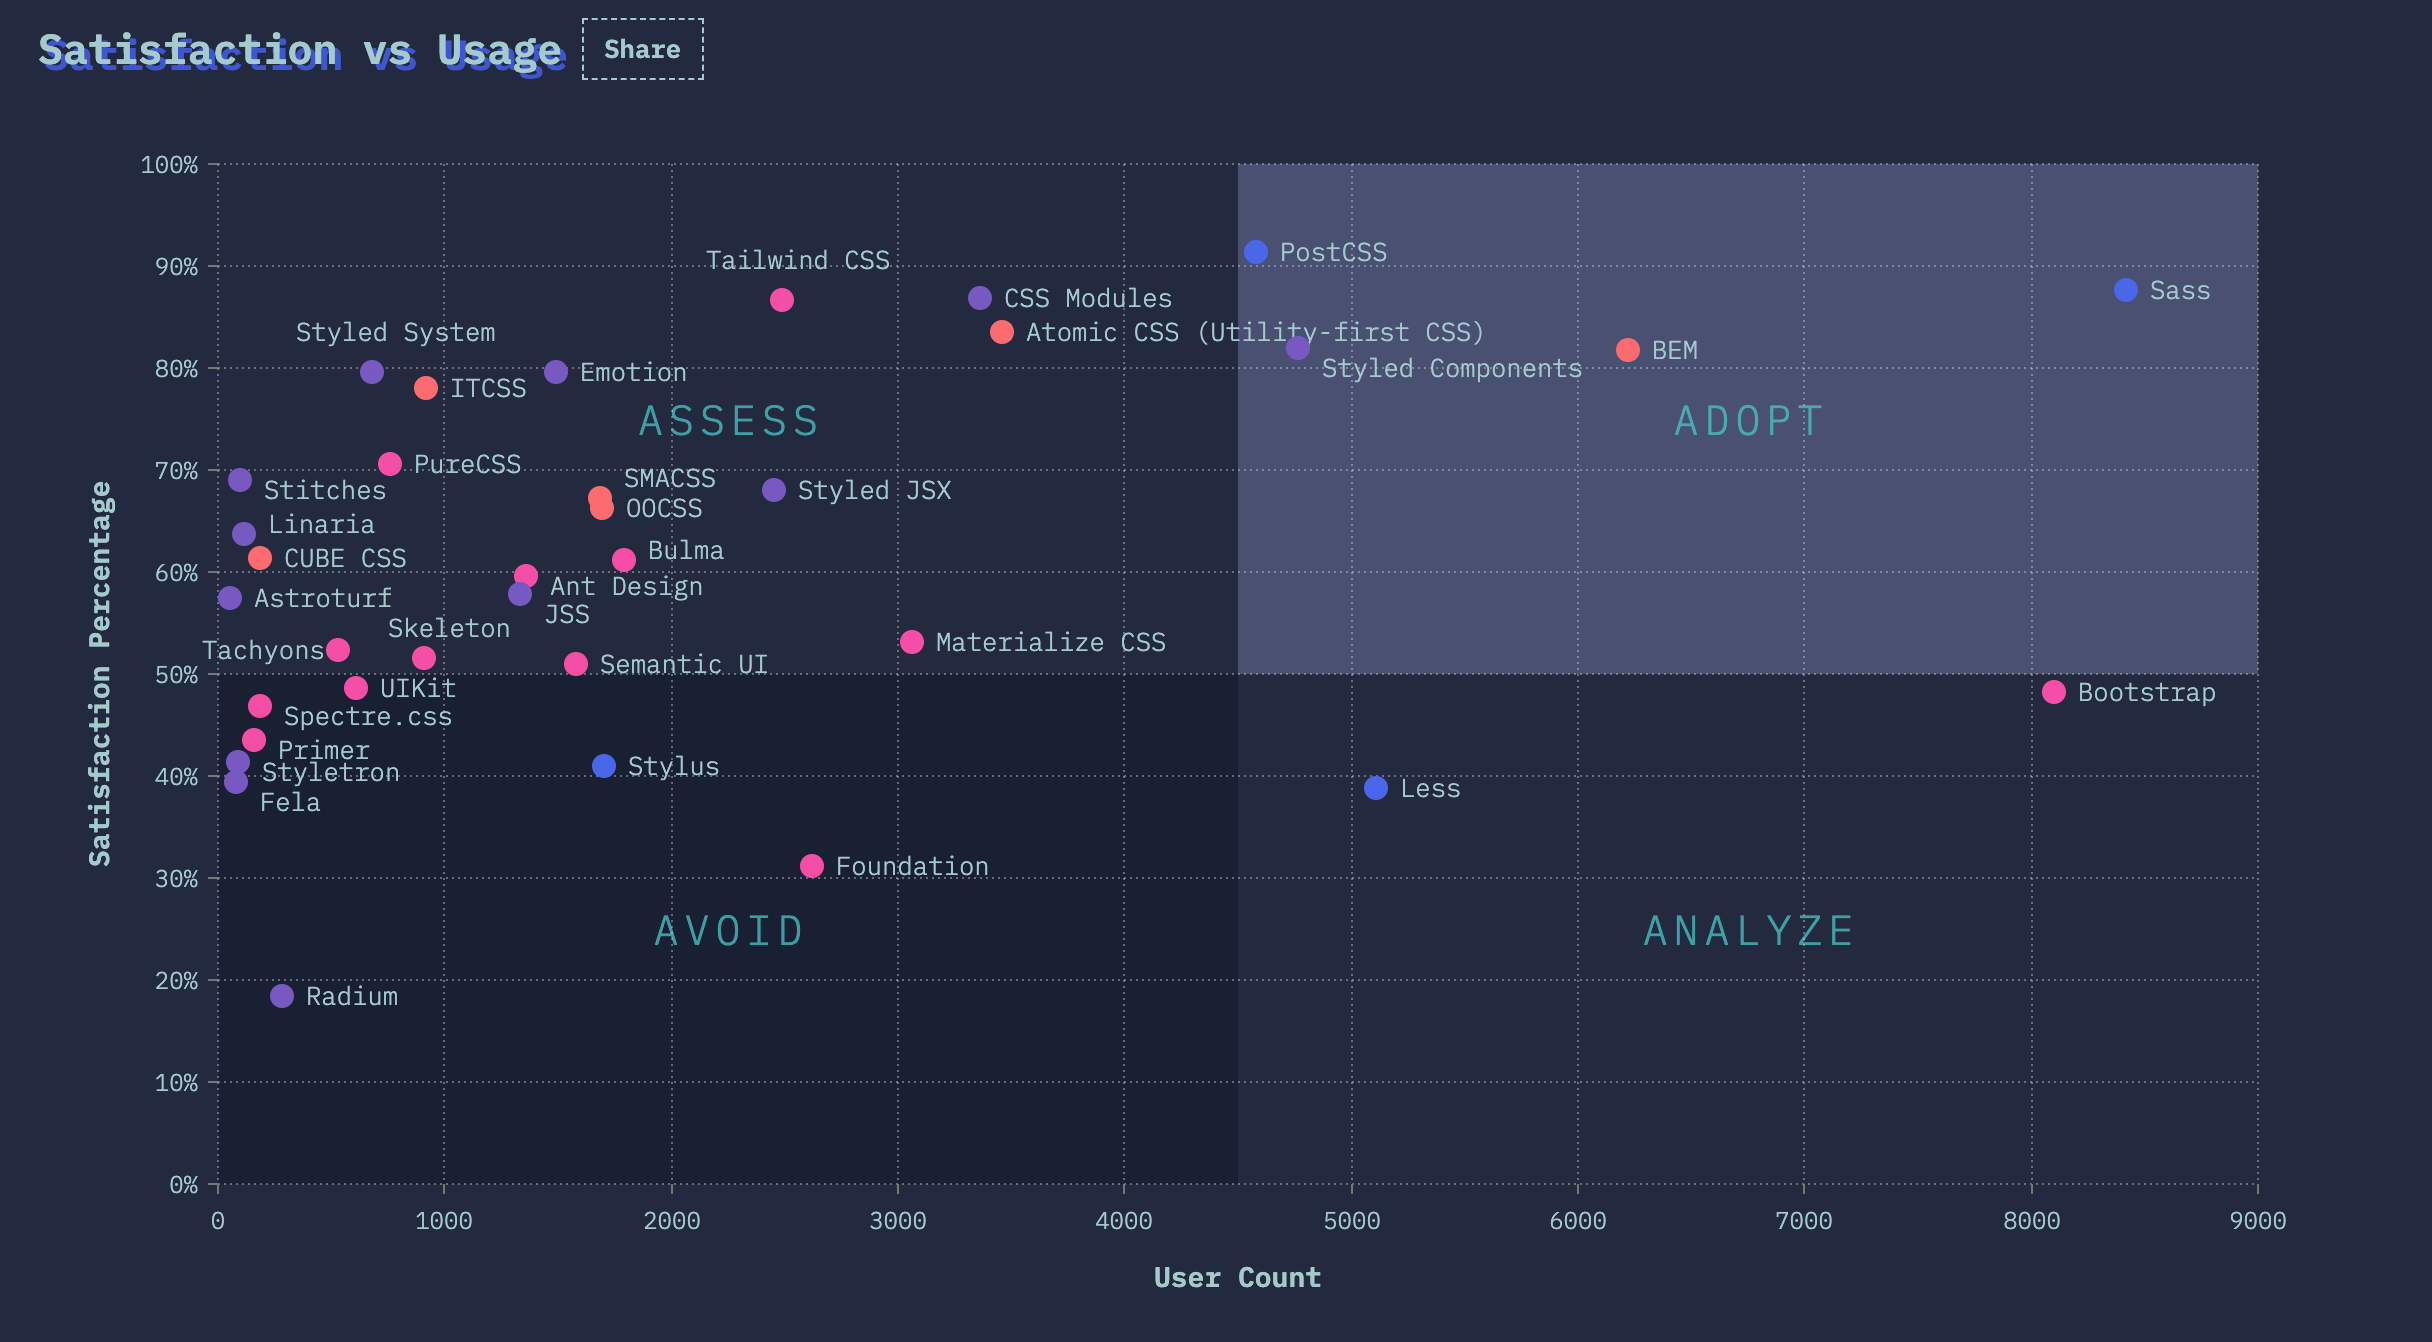 Satisfaction vs Usage
Share
100%
90%
80%
70%
60%
50%
40%
30%
20%
10%
0%
Satisfaction Percentage
PostCSS
Tailwind CSS
Sass
CSS Modules
Styled System
Atomic CSS (Utility-first CSS)
BEM
Styled Components
Emotion
ITCSS
ASSESS
ADOPT
PureCSS
SMACSS
Stitches
Styled JSX
OOCSS
Linaria
Bulma
CUBE CSS
Ant Design
Astroturf
JSS
Skeleton
Materialize CSS
Tachyons
Semantic UI
UIKit
Bootstrap
Spectre.css
Primer
Stylus
Styletron
Less
Fela
Foundation
AVOID
ANALYZE
Radium
0
1000
2000
3000
4000
5000
6000
7000
8000
9000
User Count